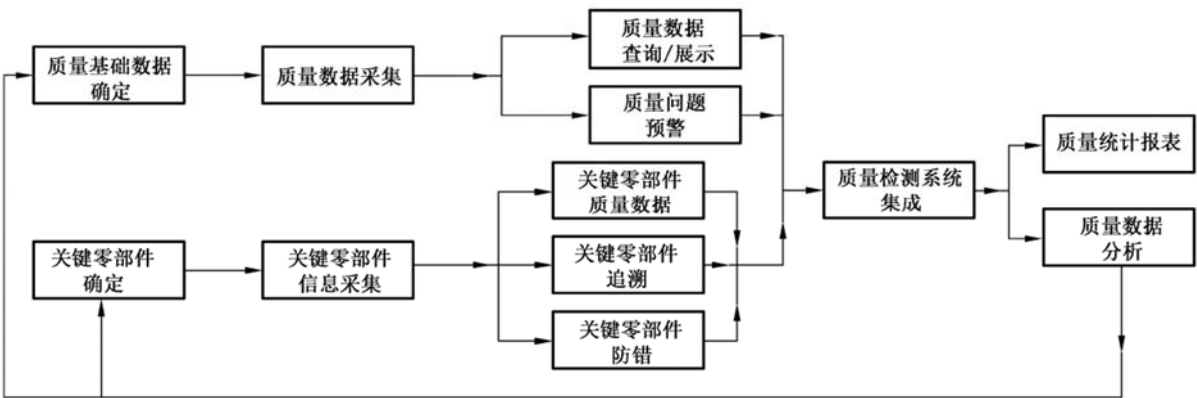 质量基础数据
确定
质量数据采集
质量数据
查询/展示
质量问题
预警
关键零部件
确定
关键零部件
信息采集
关键零部件
质量数据
关键零部件
追溯
关键零部件
防错
质量检测系统
集成
质量统计报表
质量数据
分析